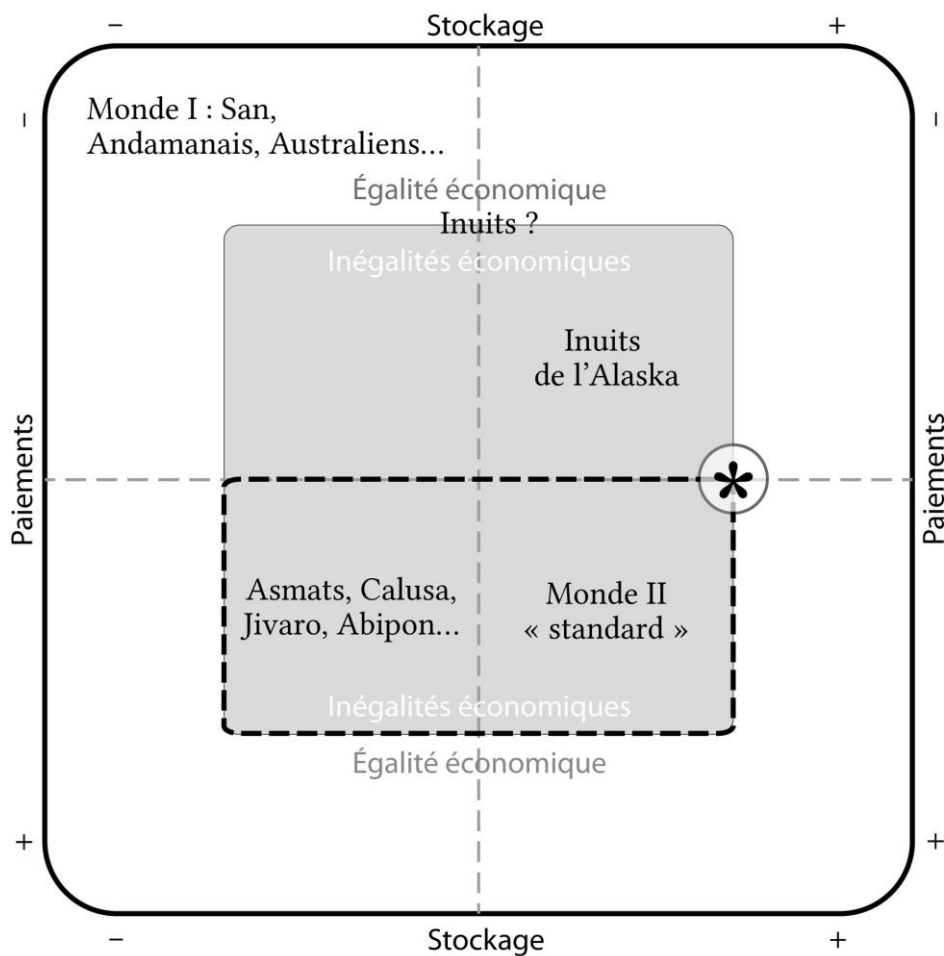 – Stockage +
Monde I : San,
Andamanais, Australiens...
– –
Égalité économique
Inuits ?
Inégalités économiques
Inuits
de l’Alaska
Paiements Paiements
*
Asmats, Calusa,
Jivaro, Abipon...
Monde II
« standard »
Inégalités économiques
Égalité économique
+ +
– Stockage +